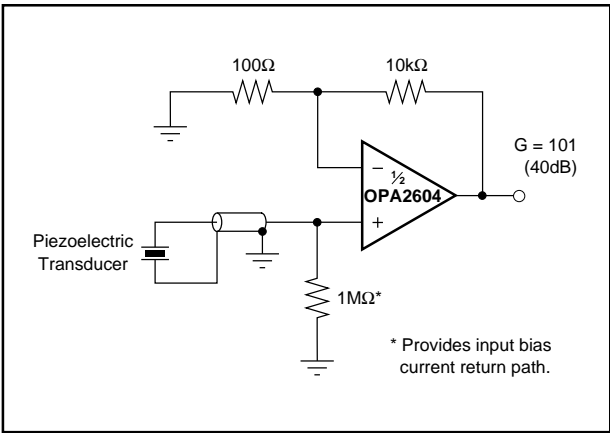 100Ω
10kΩ
G = 101
(40dB)
–
½
OPA2604
+
Piezoelectric
Transducer
1MΩ*
* Provides input bias
current return path.